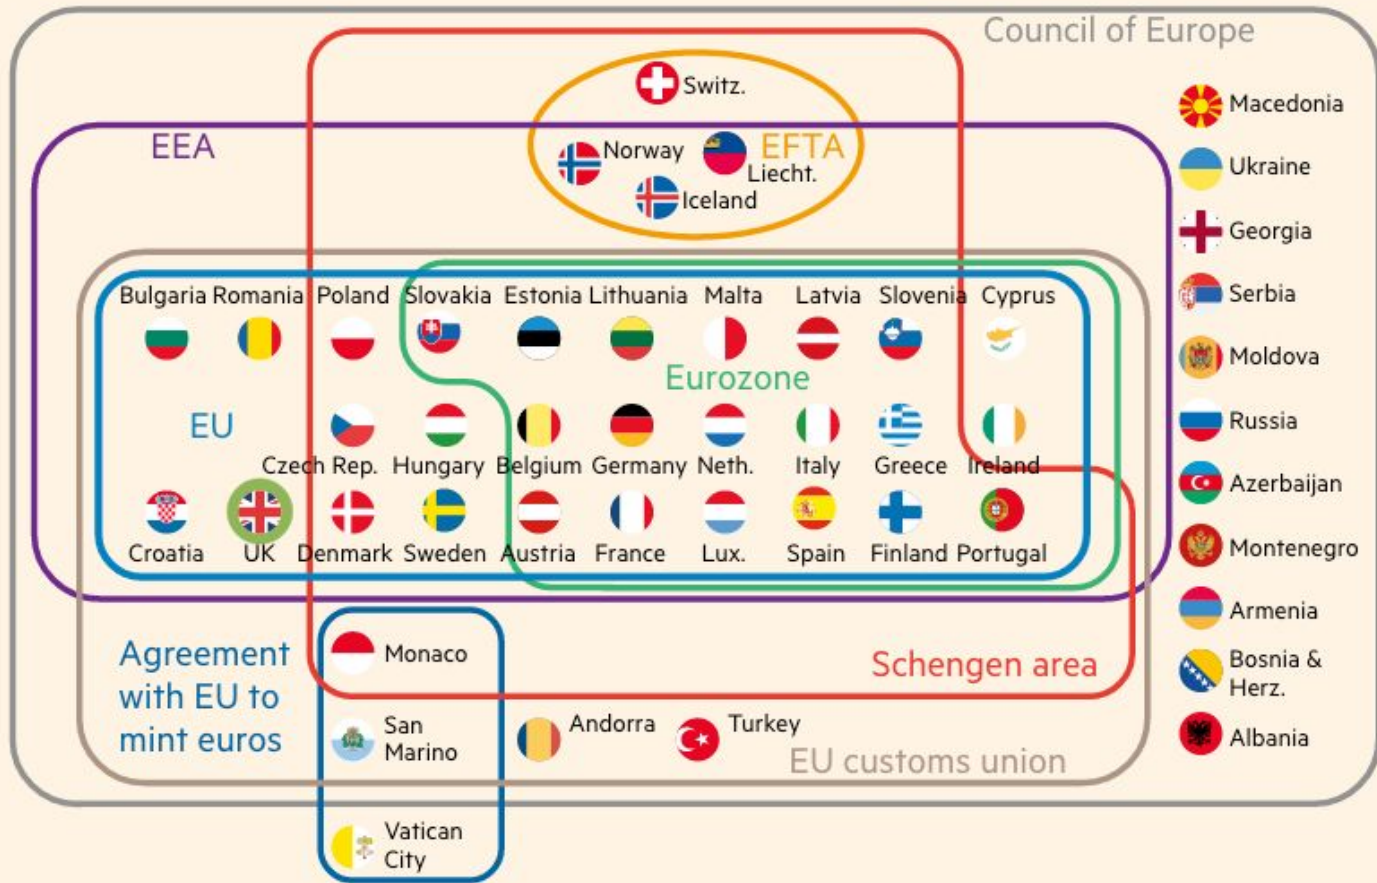 Council of Europe
Switz.
Macedonia
EEA
Norway
EFTA
Liecht.
Iceland
Ukraine
Georgia
Bulgaria Romania Poland Slovakia Estonia Lithuania Malta Latvia Slovenia Cyprus
Serbia
Moldova
Eurozone
EU
Russia
Czech Rep. Hungary Belgium Germany Neth. Italy Greece Ireland
Azerbaijan
Croatia UK Denmark Sweden Austria France Lux. Spain Finland Portugal
Montenegro
Armenia
Agreement
with EU to
mint euros
Monaco
Schengen area
Bosnia &
Herz.
San
Marino
Andorra
Turkey
Albania
EU customs union
Vatican
City